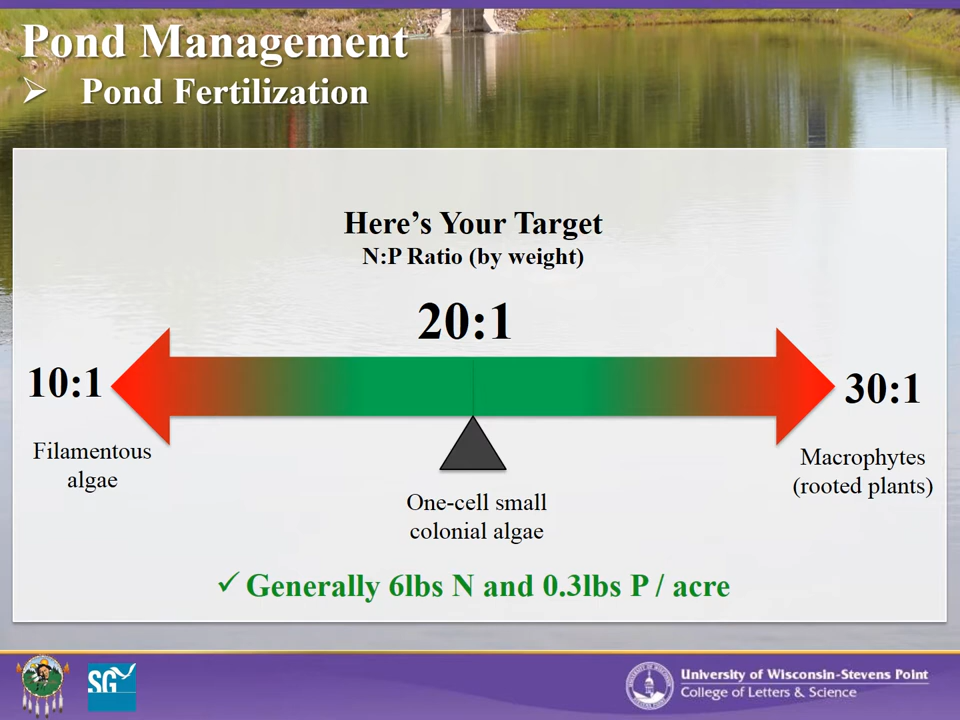 Pond Management
➢ Pond Fertilization
Here’s Your Target
N:P Ratio (by weight)
20:1
10:1
30:1
Filamentous
algae
One-cell small
colonial algae
Macrophytes
(rooted plants)
✓ Generally 6lbs N and 0.3lbs P / acre
SG
University of Wisconsin-Stevens Point
College of Letters & Science